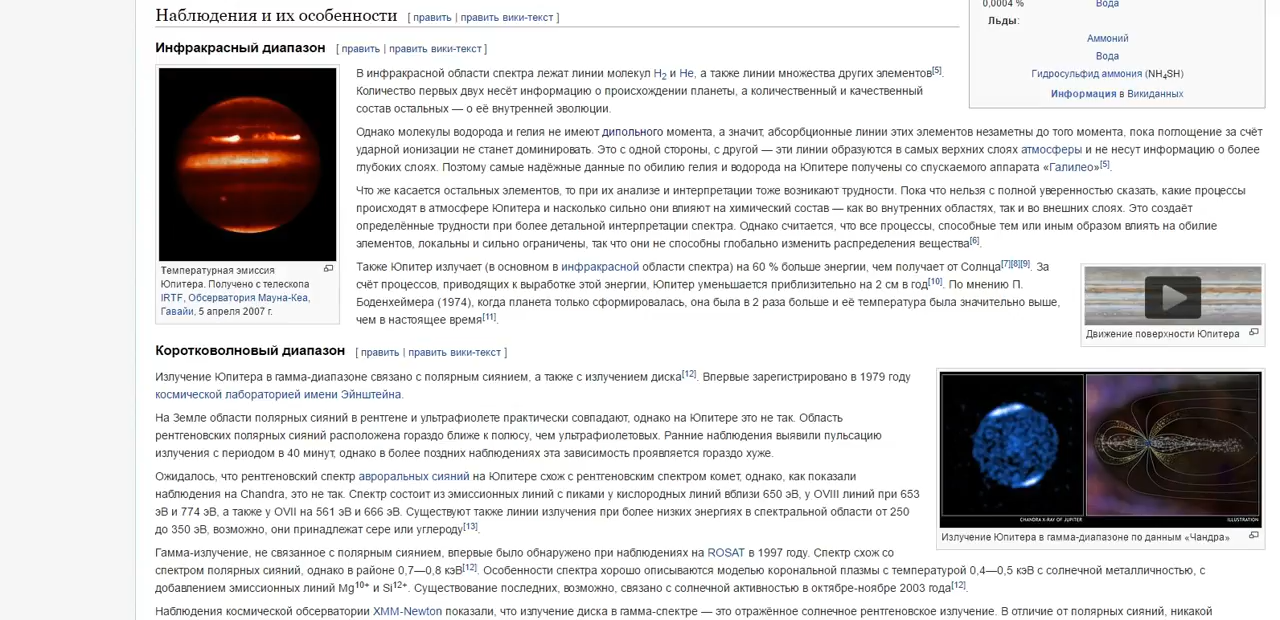 0,0004 %
Вода
Льды:
Аммоний
Вода
Гидросульфид аммония (NH4SH)
Информация в Викиданных
Наблюдения и их особенности [ править | править вики-текст ]
Инфракрасный диапазон [ править | править вики-текст ]
Температурная эмиссия
Юпитера. Получено с телескопа
IRTF, Обсерватория Мауна-Кеа,
Гавайи, 5 апреля 2007 г.
В инфракрасной области спектра лежат линии молекул H2 и He, а также линии множества других элементов[5].
Количество первых двух несёт информацию о происхождении планеты, а количественный и качественный
состав остальных — о её внутренней эволюции.
Однако молекулы водорода и гелия не имеют дипольного момента, а значит, абсорбционные линии этих элементов незаметны до того момента, пока поглощение за счёт
ударной ионизации не станет доминировать. Это с одной стороны, с другой — эти линии образуются в самых верхних слоях атмосферы и не несут информацию о более
глубоких слоях. Поэтому самые надёжные данные по обилию гелия и водорода на Юпитере получены со спускаемого аппарата «Галилео»[5].
Что же касается остальных элементов, то при их анализе и интерпретации тоже возникают трудности. Пока что нельзя с полной уверенностью сказать, какие процессы
происходят в атмосфере Юпитера и насколько сильно они влияют на химический состав — как во внутренних областях, так и во внешних слоях. Это создаёт
определённые трудности при более детальной интерпретации спектра. Однако считается, что все процессы, способные тем или иным образом влиять на обилие
элементов, локальны и сильно ограничены, так что они не способны глобально изменить распределения вещества[6].
Также Юпитер излучает (в основном в инфракрасной области спектра) на 60 % больше энергии, чем получает от Солнца[7][8][9]. За
счёт процессов, приводящих к выработке этой энергии, Юпитер уменьшается приблизительно на 2 см в год[10]. По мнению П.
Боденхеймера (1974), когда планета только сформировалась, она была в 2 раза больше и её температура была значительно выше,
чем в настоящее время[11].
Движение поверхности Юпитера
Коротковолновый диапазон [ править | править вики-текст ]
Излучение Юпитера в гамма-диапазоне связано с полярным сиянием, а также с излучением диска[12]. Впервые зарегистрировано в 1979 году
космической лабораторией имени Эйнштейна.
На Земле области полярных сияний в рентгене и ультрафиолете практически совпадают, однако на Юпитере это не так. Область
рентгеновских полярных сияний расположена гораздо ближе к полюсу, чем ультрафиолетовых. Ранние наблюдения выявили пульсацию
излучения с периодом в 40 минут, однако в более поздних наблюдениях эта зависимость проявляется гораздо хуже.
Ожидалось, что рентгеновский спектр авроральных сияний на Юпитере схож с рентгеновским спектром комет, однако, как показали
наблюдения на Chandra, это не так. Спектр состоит из эмиссионных линий с пиками у кислородных линий вблизи 650 эВ, у OVIII линий при 653
эВ и 774 эВ, а также у OVII на 561 эВ и 666 эВ. Существуют также линии излучения при более низких энергиях в спектральной области от 250
до 350 эВ, возможно, они принадлежат сере или углероду[13].
CHANDRA X-RAY OF JUPITER
ILLUSTRATION
Излучение Юпитера в гамма-диапазоне по данным «Чандра»
Гамма-излучение, не связанное с полярным сиянием, впервые было обнаружено при наблюдениях на ROSAT в 1997 году. Спектр схож со
спектром полярных сияний, однако в районе 0,7—0,8 кэВ[12]. Особенности спектра хорошо описываются моделью корональной плазмы с температурой 0,4—0,5 кэВ с солнечной металличностью, с
добавлением эмиссионных линий Mg10+ и Si12+. Существование последних, возможно, связано с солнечной активностью в октябре-ноябре 2003 года[12].
Наблюдения космической обсерватории XMM-Newton показали, что излучение диска в гамма-спектре — это отражённое солнечное рентгеновское излучение. В отличие от полярных сияний, никакой